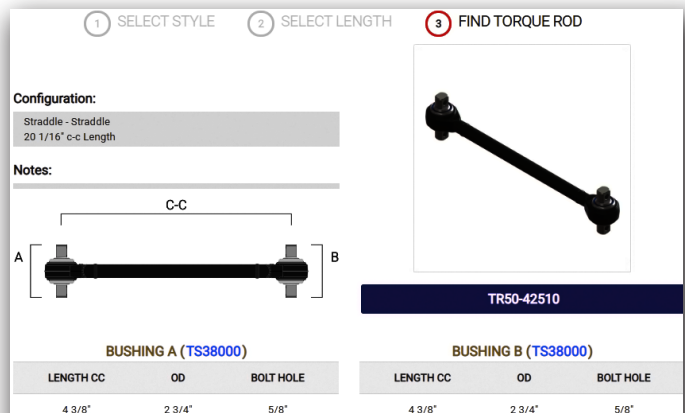 1 SELECT STYLE 2 SELECT LENGTH 3 FIND TORQUE ROD
Configuration:
Straddle - Straddle
20 1/16" c-c Length
Notes:
C-C
A B
TR50-42510
BUSHING A (TS38000)
LENGTH CC OD BOLT HOLE
4 3/8" 2 3/4" 5/8"
BUSHING B (TS38000)
LENGTH CC OD BOLT HOLE
4 3/8" 2 3/4" 5/8"